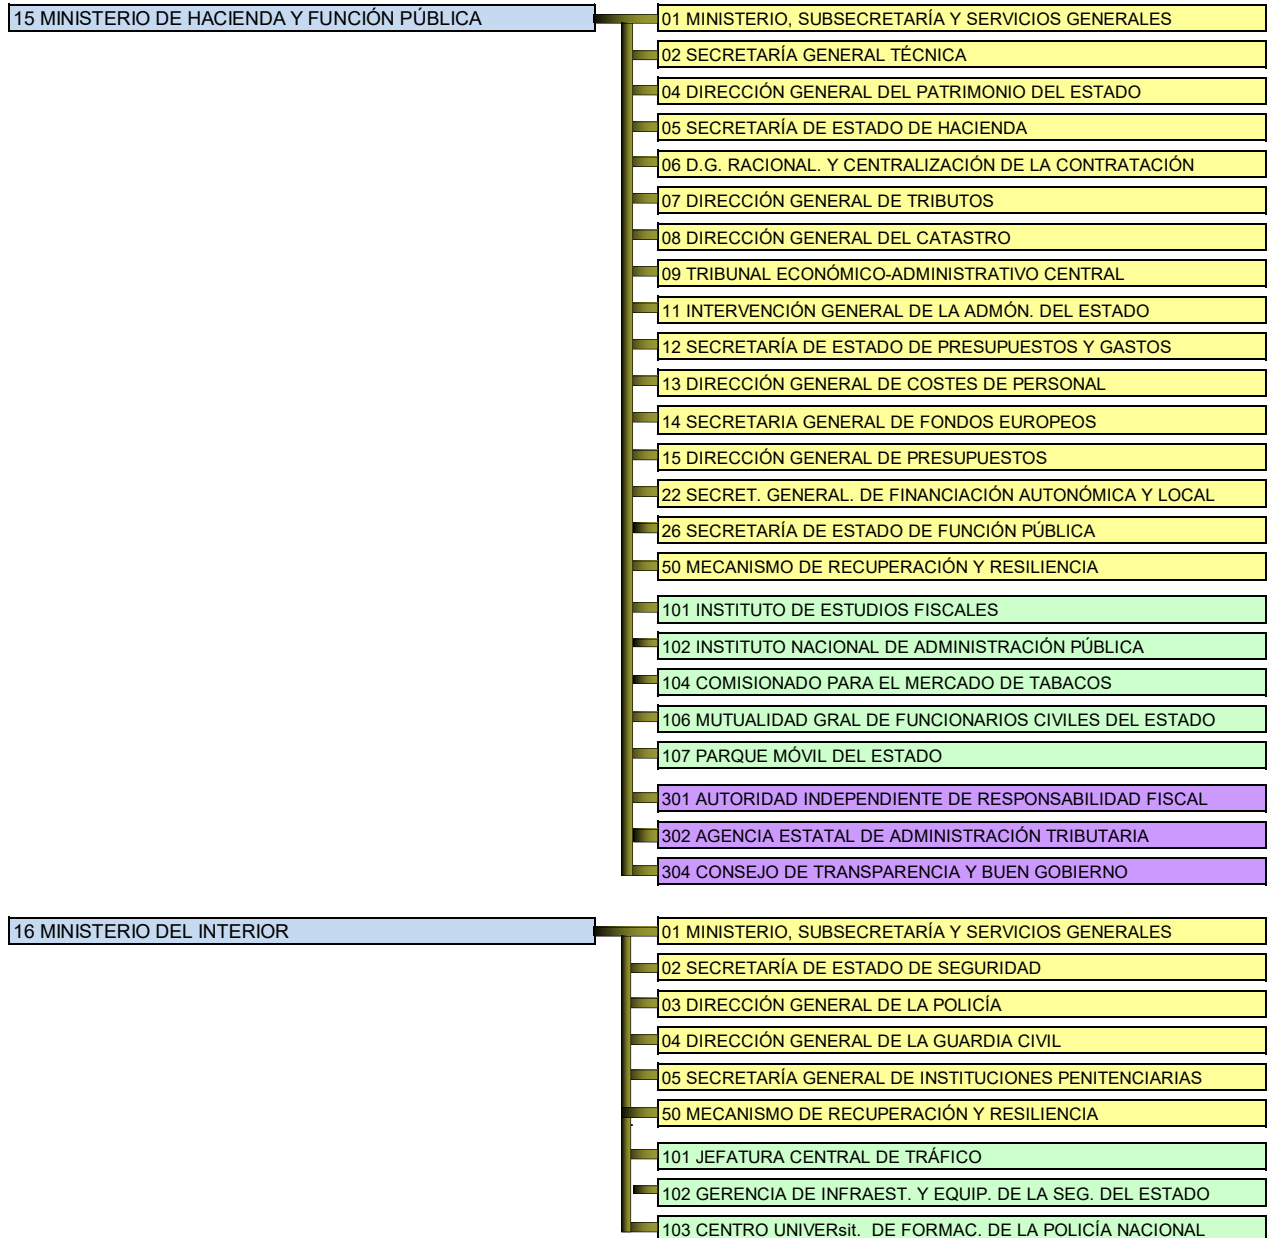 15 MINISTERIO DE HACIENDA Y FUNCIÓN PÚBLICA
01 MINISTERIO, SUBSECRETARÍA Y SERVICIOS GENERALES
02 SECRETARÍA GENERAL TÉCNICA
04 DIRECCIÓN GENERAL DEL PATRIMONIO DEL ESTADO
05 SECRETARÍA DE ESTADO DE HACIENDA
06 D.G. RACIONAL. Y CENTRALIZACIÓN DE LA CONTRATACIÓN
07 DIRECCIÓN GENERAL DE TRIBUTOS
08 DIRECCIÓN GENERAL DEL CATASTRO
09 TRIBUNAL ECONÓMICO-ADMINISTRATIVO CENTRAL
11 INTERVENCIÓN GENERAL DE LA ADMÓN. DEL ESTADO
12 SECRETARÍA DE ESTADO DE PRESUPUESTOS Y GASTOS
13 DIRECCIÓN GENERAL DE COSTES DE PERSONAL
14 SECRETARIA GENERAL DE FONDOS EUROPEOS
15 DIRECCIÓN GENERAL DE PRESUPUESTOS
22 SECRET. GENERAL. DE FINANCIACIÓN AUTONÓMICA Y LOCAL
26 SECRETARÍA DE ESTADO DE FUNCIÓN PÚBLICA
50 MECANISMO DE RECUPERACIÓN Y RESILIENCIA
101 INSTITUTO DE ESTUDIOS FISCALES
102 INSTITUTO NACIONAL DE ADMINISTRACIÓN PÚBLICA
104 COMISIONADO PARA EL MERCADO DE TABACOS
106 MUTUALIDAD GRAL DE FUNCIONARIOS CIVILES DEL ESTADO
107 PARQUE MÓVIL DEL ESTADO
301 AUTORIDAD INDEPENDIENTE DE RESPONSABILIDAD FISCAL
302 AGENCIA ESTATAL DE ADMINISTRACIÓN TRIBUTARIA
304 CONSEJO DE TRANSPARENCIA Y BUEN GOBIERNO
16 MINISTERIO DEL INTERIOR
01 MINISTERIO, SUBSECRETARÍA Y SERVICIOS GENERALES
02 SECRETARÍA DE ESTADO DE SEGURIDAD
03 DIRECCIÓN GENERAL DE LA POLICÍA
04 DIRECCIÓN GENERAL DE LA GUARDIA CIVIL
05 SECRETARÍA GENERAL DE INSTITUCIONES PENITENCIARIAS
50 MECANISMO DE RECUPERACIÓN Y RESILIENCIA
101 JEFATURA CENTRAL DE TRÁFICO
102 GERENCIA DE INFRAEST. Y EQUIP. DE LA SEG. DEL ESTADO
103 CENTRO UNIVERsit. DE FORMAC. DE LA POLICÍA NACIONAL